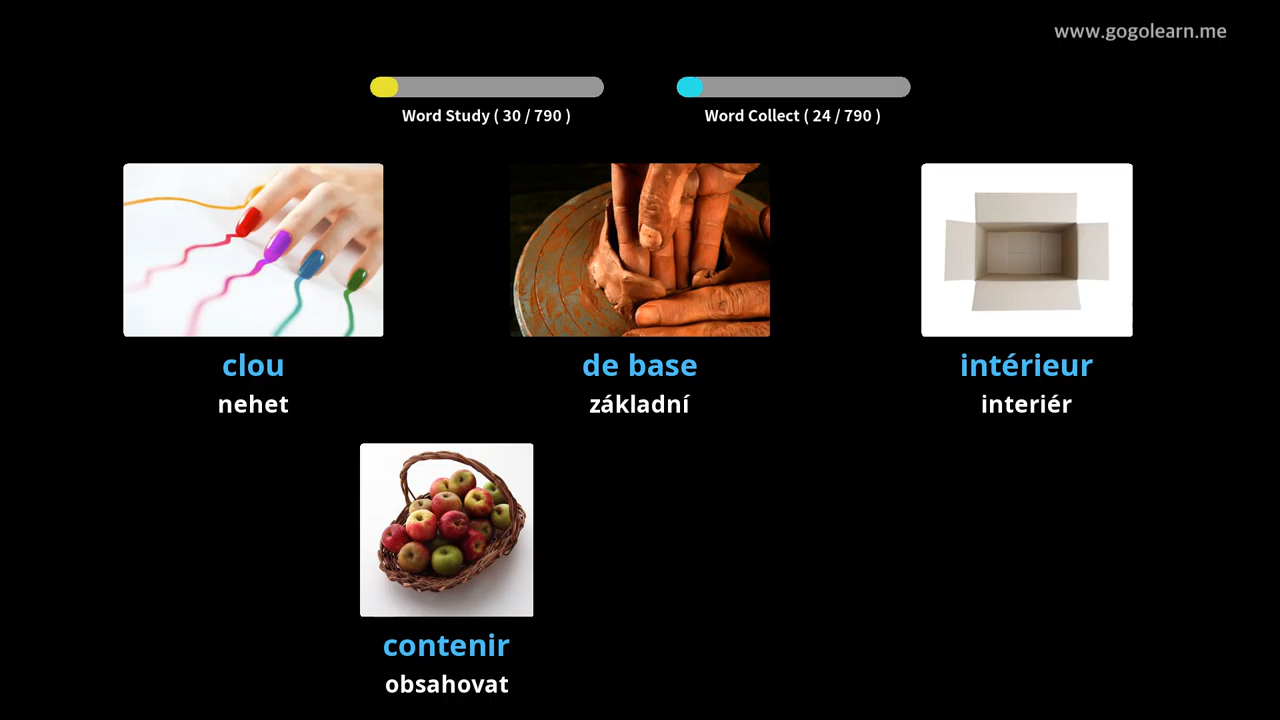 www.gogolearn.me
Word Study ( 30 / 790 )
Word Collect ( 24 / 790 )
clou
nehet
de base
základní
intérieur
interiér
contenir
obsahovat